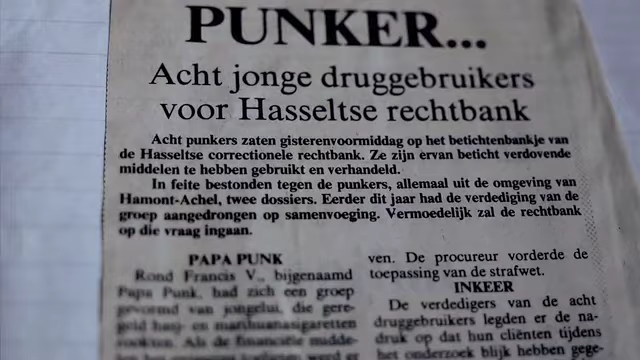 PUNKER...
Acht jonge druggebruikers
voor Hasseltse rechtbank
Acht punkers zaten gisterenvoormiddag op het betichtenbankje van
de Hasseltse correctionele rechtbank. Ze zijn ervan beticht verdovende
middelen te hebben gebruikt en verhandeld.
In feite bestonden tegen de punkers, allemaal uit de omgeving van
Hamont-Achel, twee dossiers. Eerder dit jaar had de verdediging van de
groep aangedrongen op samenvoeging. Vermoedelijk zal de rechtbank
op die vraag ingaan.
PAPA PUNK
Rond Francis V., bijgenaamd
Papa Punk, had zich een groep
gevormd van jongelui, die gere-
geld hasj- en marihuanasigaretten
rookten. Als de financiële midde-
ven. De procureur vorderde de
toepassing van de strafwet.
INKEER
De verdedigers van de acht
druggebruikers legden er de na-
druk op dat hun cliënten tijdens
het onderzoek blijk hebben gege-